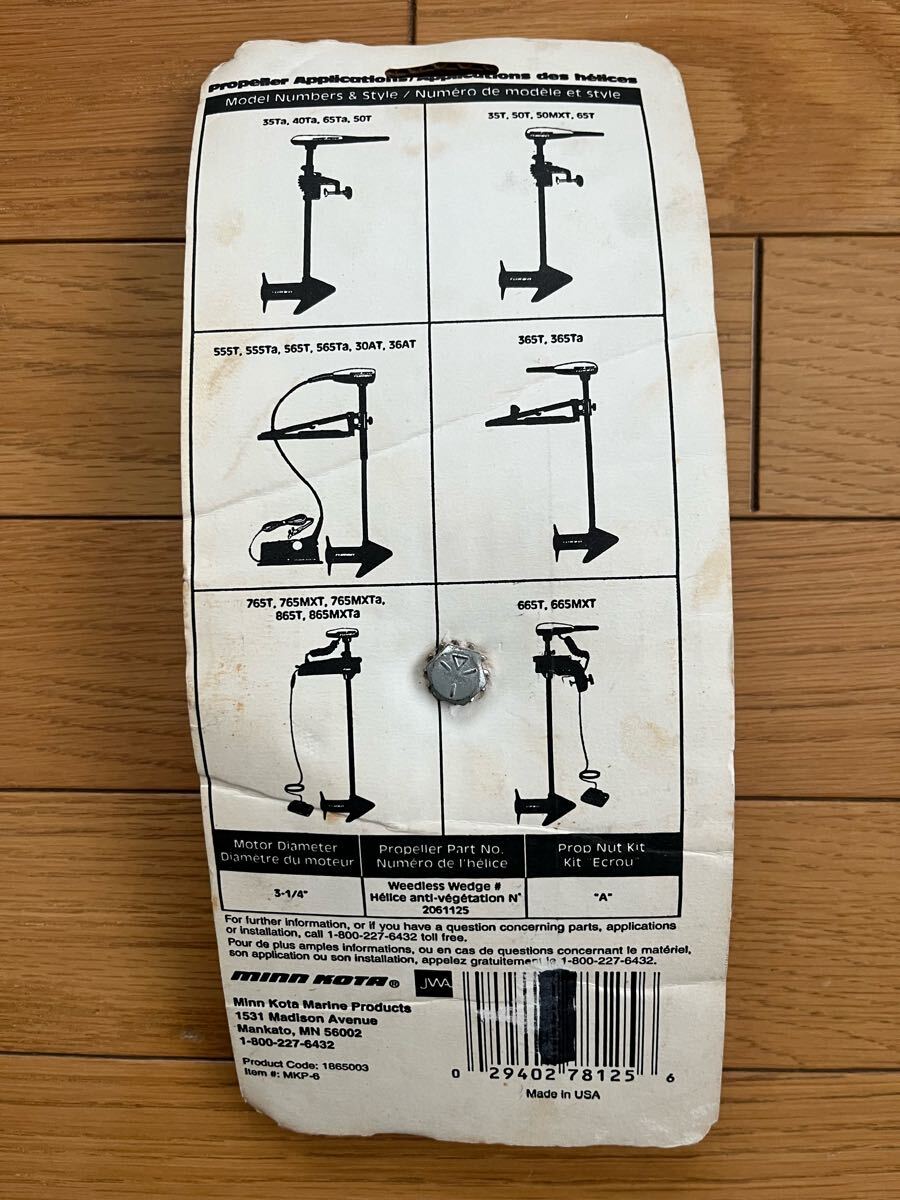 Propeller Applications/Applications des hélices
Model Numbers & Style / Numéro de modèle et style
35Ta, 40Ta, 65Ta, 50T
35T, 50T, 50MXT, 65T
555T, 555Ta, 565T, 565Ta, 30AT, 36AT
365T, 365Ta
765T, 765MXT, 765MXTa,
865T, 865MXTa
665T, 665MXT
Motor Diameter
Diamètre du moteur
Propeller Part No.
Numéro de l'hélice
Prop Nut Kit
Kit "Ecrou"
3-1/4"
Weedless Wedge #
Hélice anti-végétation N°
2061125
"A"
For further information, or if you have a question concerning parts, applications
or installation, call 1-800-227-6432 toll free.
Pour de plus amples informations, ou en cas de questions concernant le matériel,
son application ou son installation, appelez gratuitement le 1-800-227-6432.
MINN KOTA®
JWA
Minn Kota Marine Products
1531 Madison Avenue
Mankato, MN 56002
1-800-227-6432
Product Code: 1865003
Item #: MKP-6
0 29402 78125 6
Made in USA